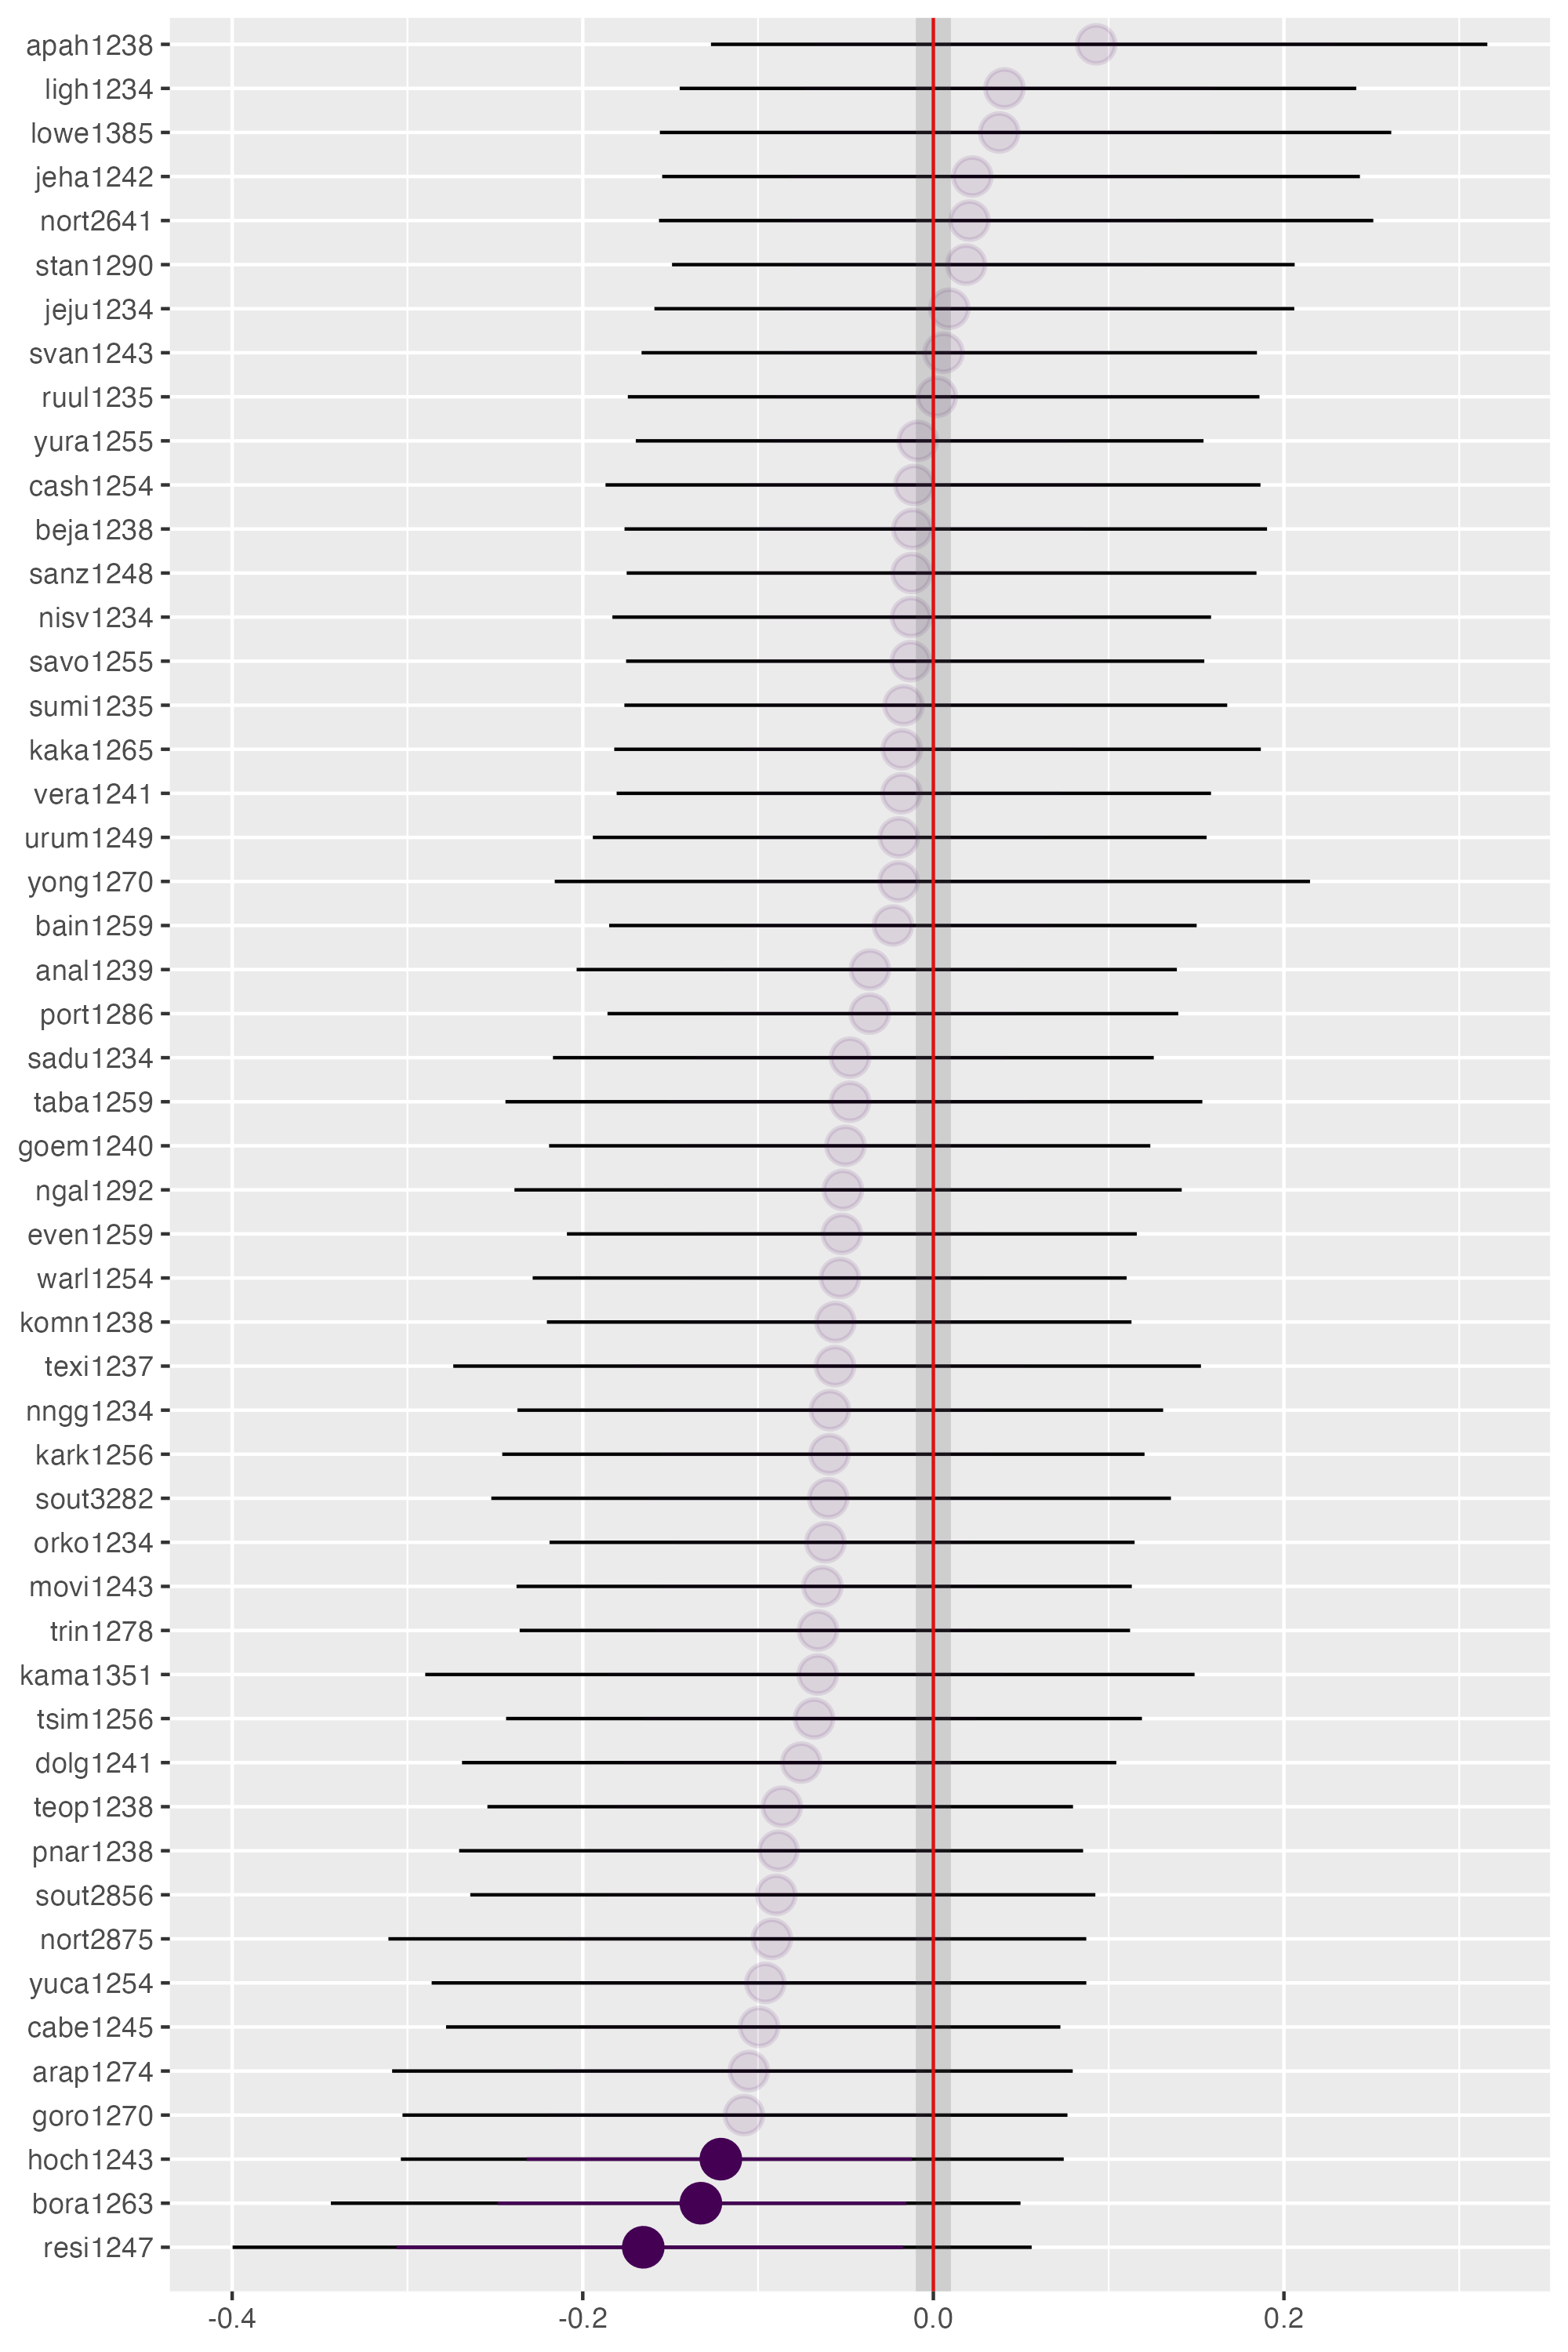 apah1238
ligh1234
lowe1385
jeha1242
nort2641
stan1290
jeju1234
svan1243
ruul1235
yura1255
cash1254
beja1238
sanz1248
nisv1234
savo1255
sumi1235
kaka1265
vera1241
urum1249
yong1270
bain1259
anal1239
port1286
sadu1234
taba1259
goem1240
ngal1292
even1259
warl1254
komn1238
texi1237
nngg1234
kark1256
sout3282
orko1234
movi1243
trin1278
kama1351
tsim1256
dolg1241
teop1238
pnar1238
sout2856
nort2875
yuca1254
cabe1245
arap1274
goro1270
hoch1243
bora1263
resi1247
-0.4 -0.2 0.0 0.2